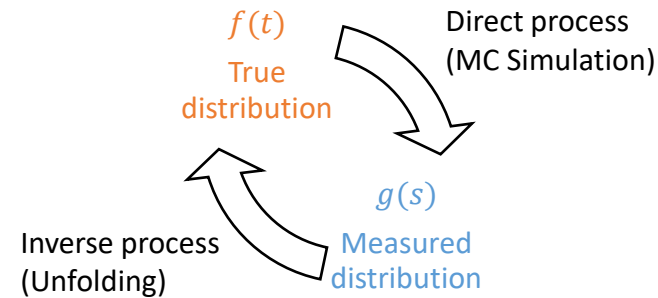 f(t)
True
distribution
Direct process
(MC Simulation)
g(s)
Measured
distribution
Inverse process
(Unfolding)